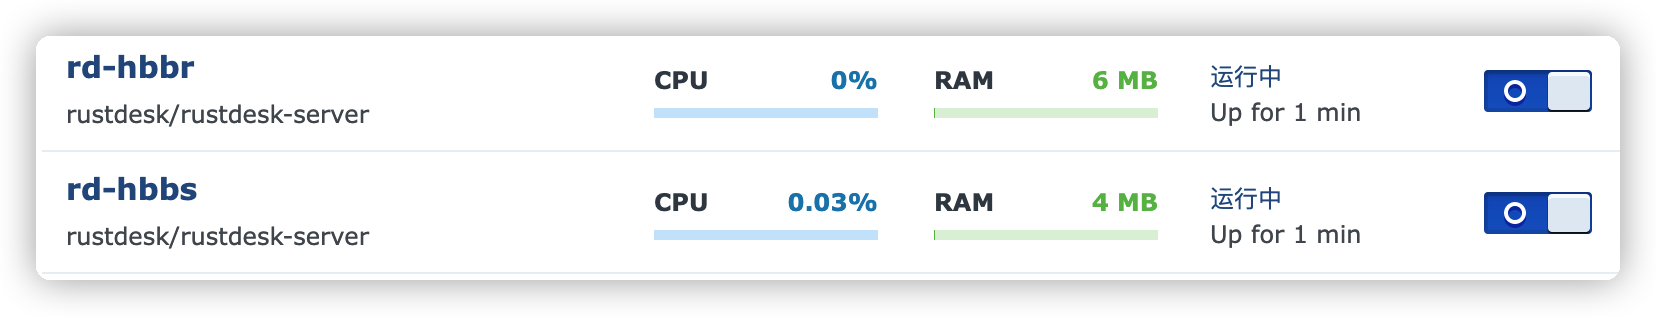 rd-hbbr
CPU 0% RAM 6 MB 运行中
rustdesk/rustdesk-server Up for 1 min
rd-hbbs
CPU 0.03% RAM 4 MB 运行中
rustdesk/rustdesk-server Up for 1 min